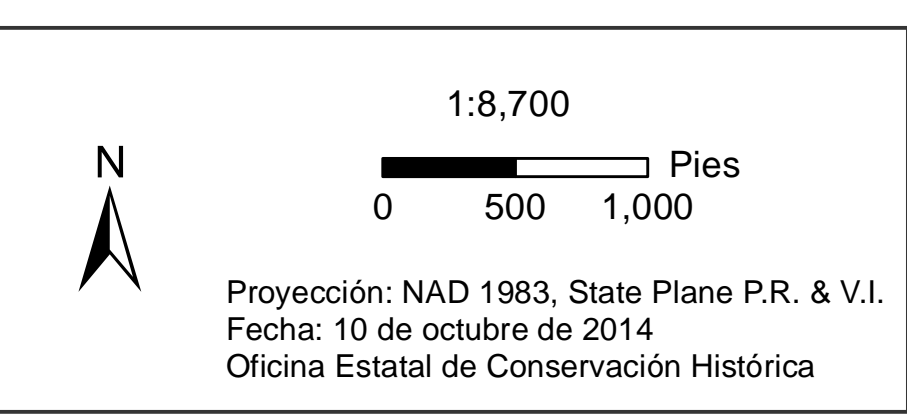 1:8,700
N
Pies
0 500 1,000
Proyección: NAD 1983, State Plane P.R. & V.I.
Fecha: 10 de octubre de 2014
Oficina Estatal de Conservación Histórica